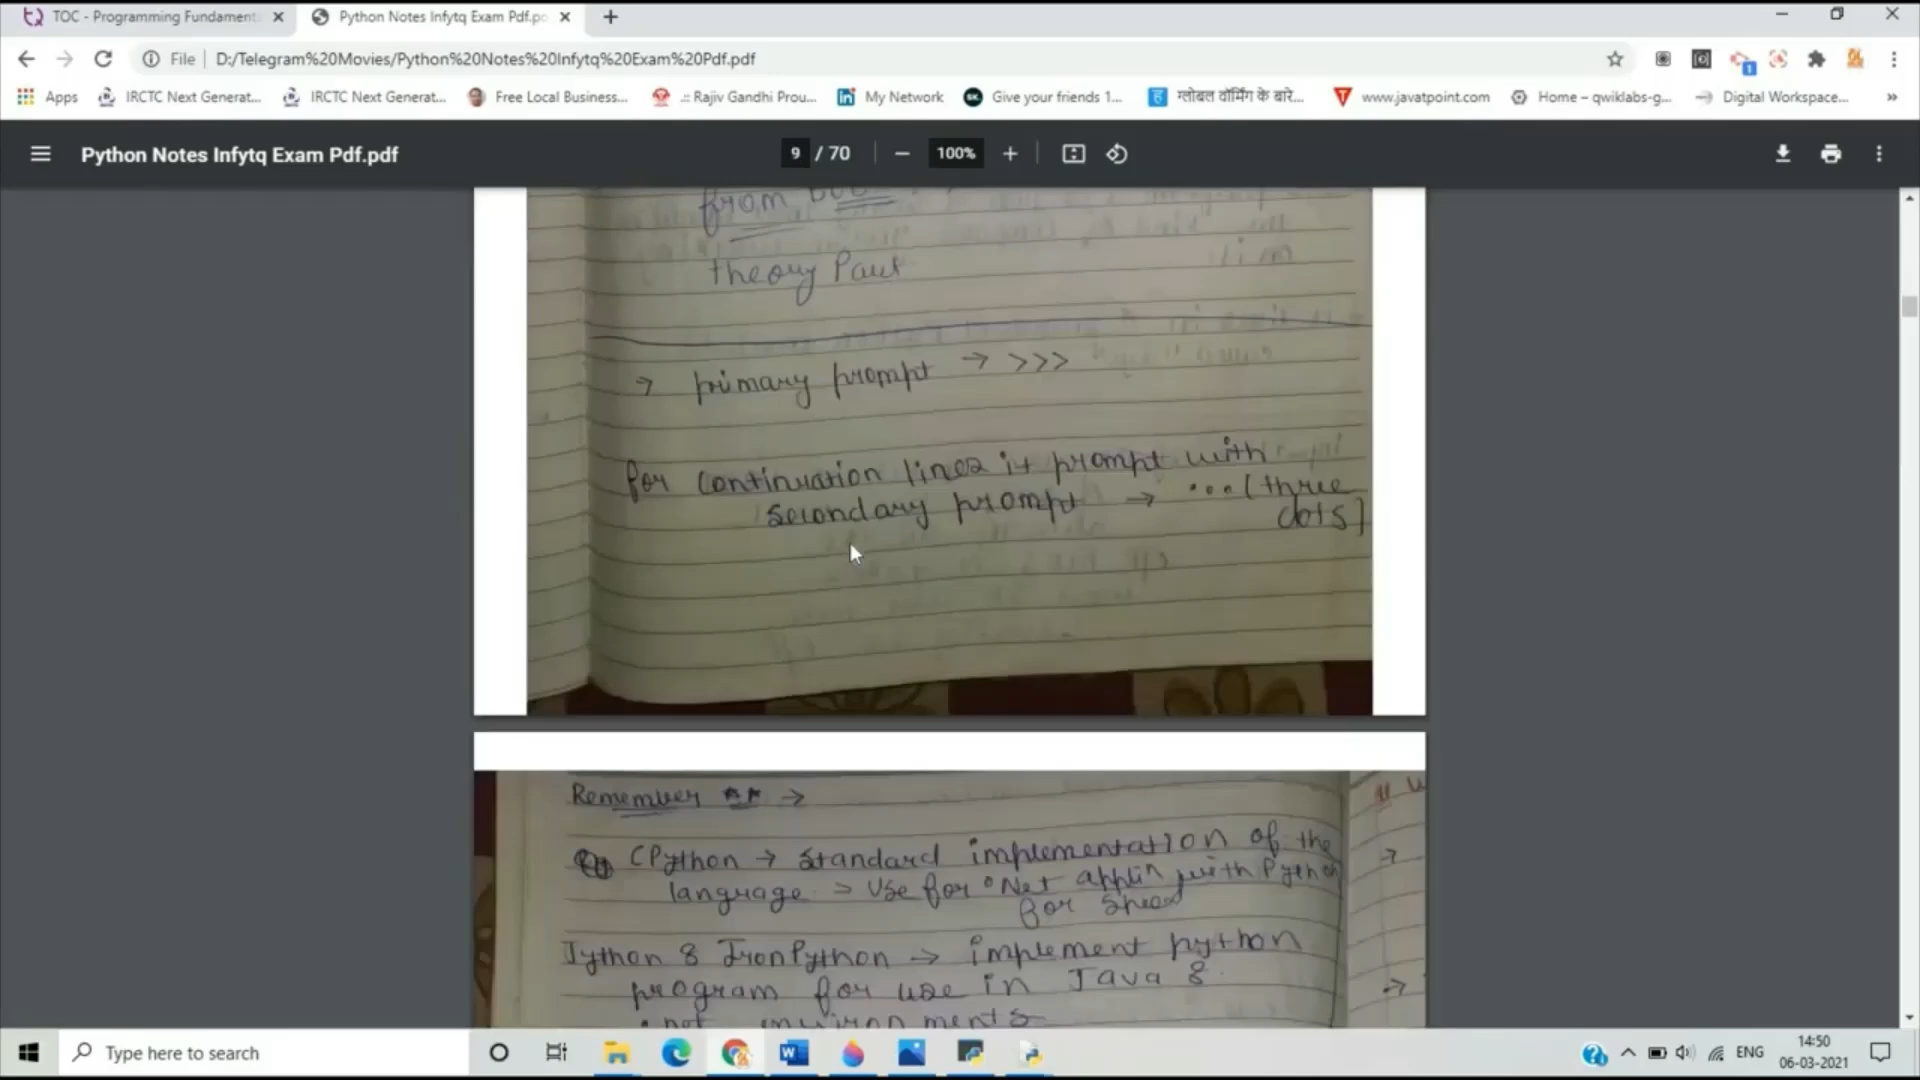 TOC - Programming Fundament
Python Notes Infytq Exam Pdf.po
File
D:/Telegram%20Movies/Python%20Notes%20Infytq%20Exam%20Pdf.pdf
Apps
IRCTC Next Generat...
IRCTC Next Generat...
Free Local Business...
.:: Rajiv Gandhi Prou...
My Network
Give your friends 1...
ग्लोबल वॉर्मिंग के बारे...
www.javatpoint.com
Home – qwiklabs-g...
Digital Workspace...
»
Python Notes Infytq Exam Pdf.pdf
9 / 70
100%
from
theory Part
→ primary prompt → >>>
for continuation lines it prompt with
secondary prompt → ... (three
dots]
Remember ** →
CPython → standard implementation of the
language → Use for .Net applin with Python
for speed
Jython & IronPython → implement python
program for use in Java &
.net environments
Type here to search
ENG
14:50
06-03-2021